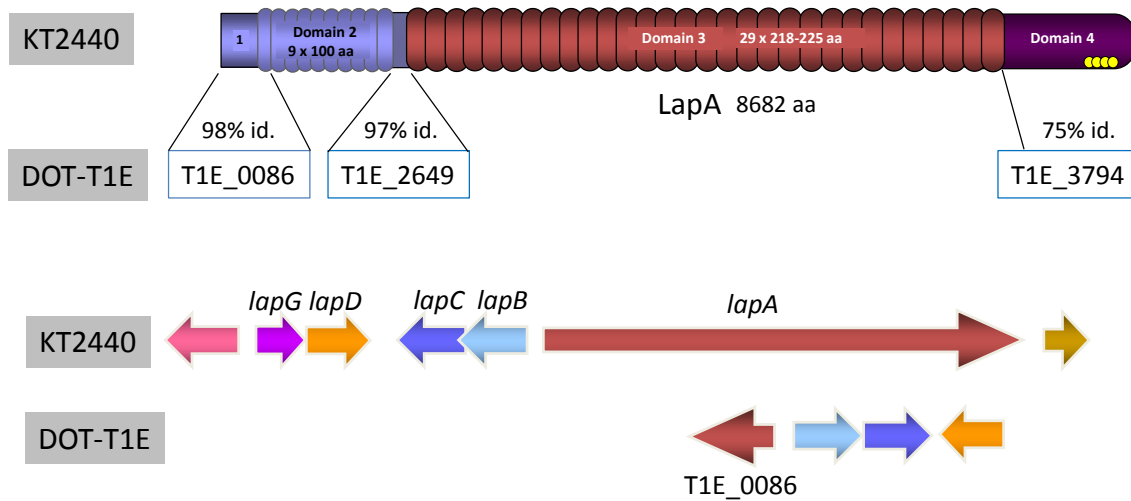 KT2440
1
Domain 2
9 x 100 aa
Domain 3 29 x 218-225 aa
Domain 4
LapA 8682 aa
98% id.
97% id.
75% id.
DOT-T1E
T1E_0086
T1E_2649
T1E_3794
lapG lapD lapC lapB lapA
KT2440
DOT-T1E
T1E_0086